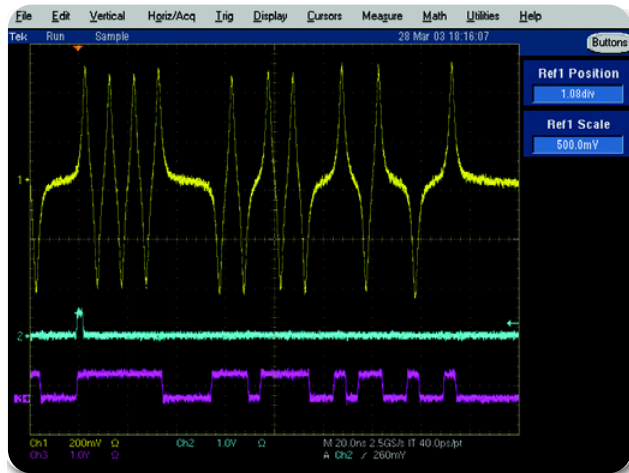 File Edit Vertical Horiz/Acq Trig Display Cursors Measure Math Utilities Help
Tek Run Sample 28 Mar 03 18:16:07
Buttons
Ref1 Position
1.08div
Ref1 Scale
500.0mV
1
2
Ch1 200mV Ω Ch2 1.0V Ω M 20.0ns 2.5GS/s IT 40.0ps/pt
Ch3 1.0V Ω A Ch2 / 260mV